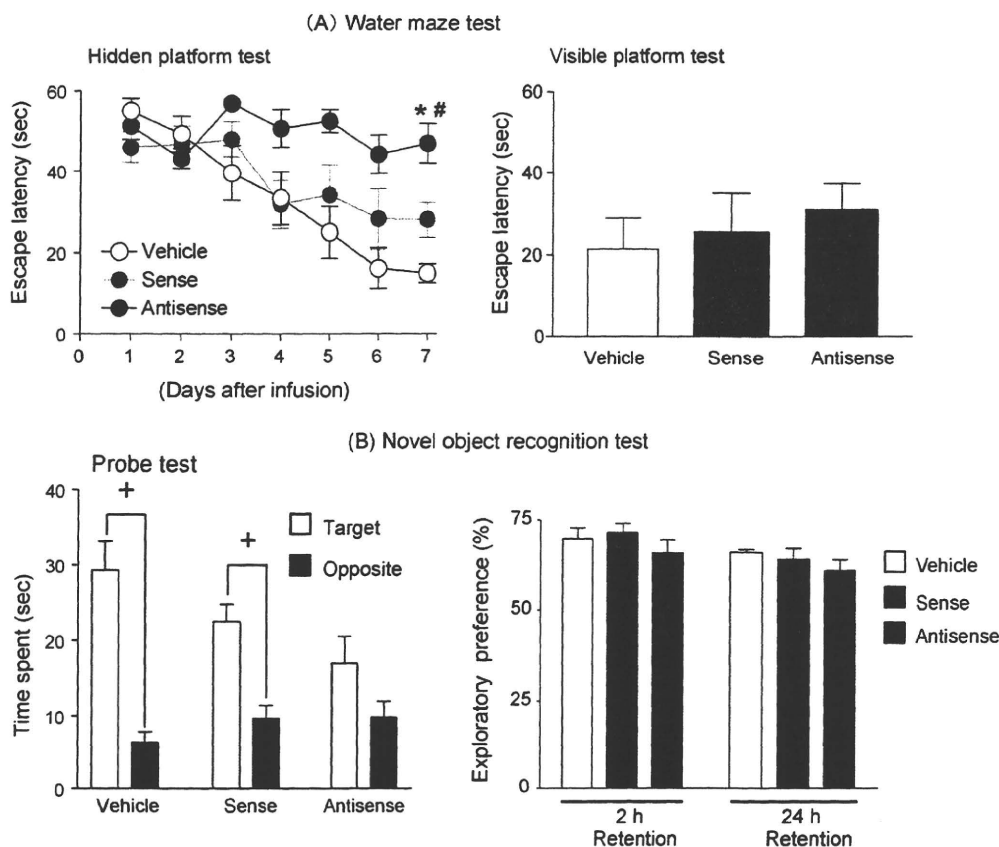 (A) Water maze test
Hidden platform test
Escape latency (sec)
60
40
20
0
* #
Vehicle
Sense
Antisense
0 1 2 3 4 5 6 7
(Days after infusion)
Visible platform test
Escape latency (sec)
60
40
20
0
Vehicle Sense Antisense
(B) Novel object recognition test
Probe test
Time spent (sec)
40
30
20
10
0
+
+
Target
Opposite
Vehicle Sense Antisense
Exploratory preference (%)
75
50
25
0
Vehicle
Sense
Antisense
2 h 24 h
Retention Retention